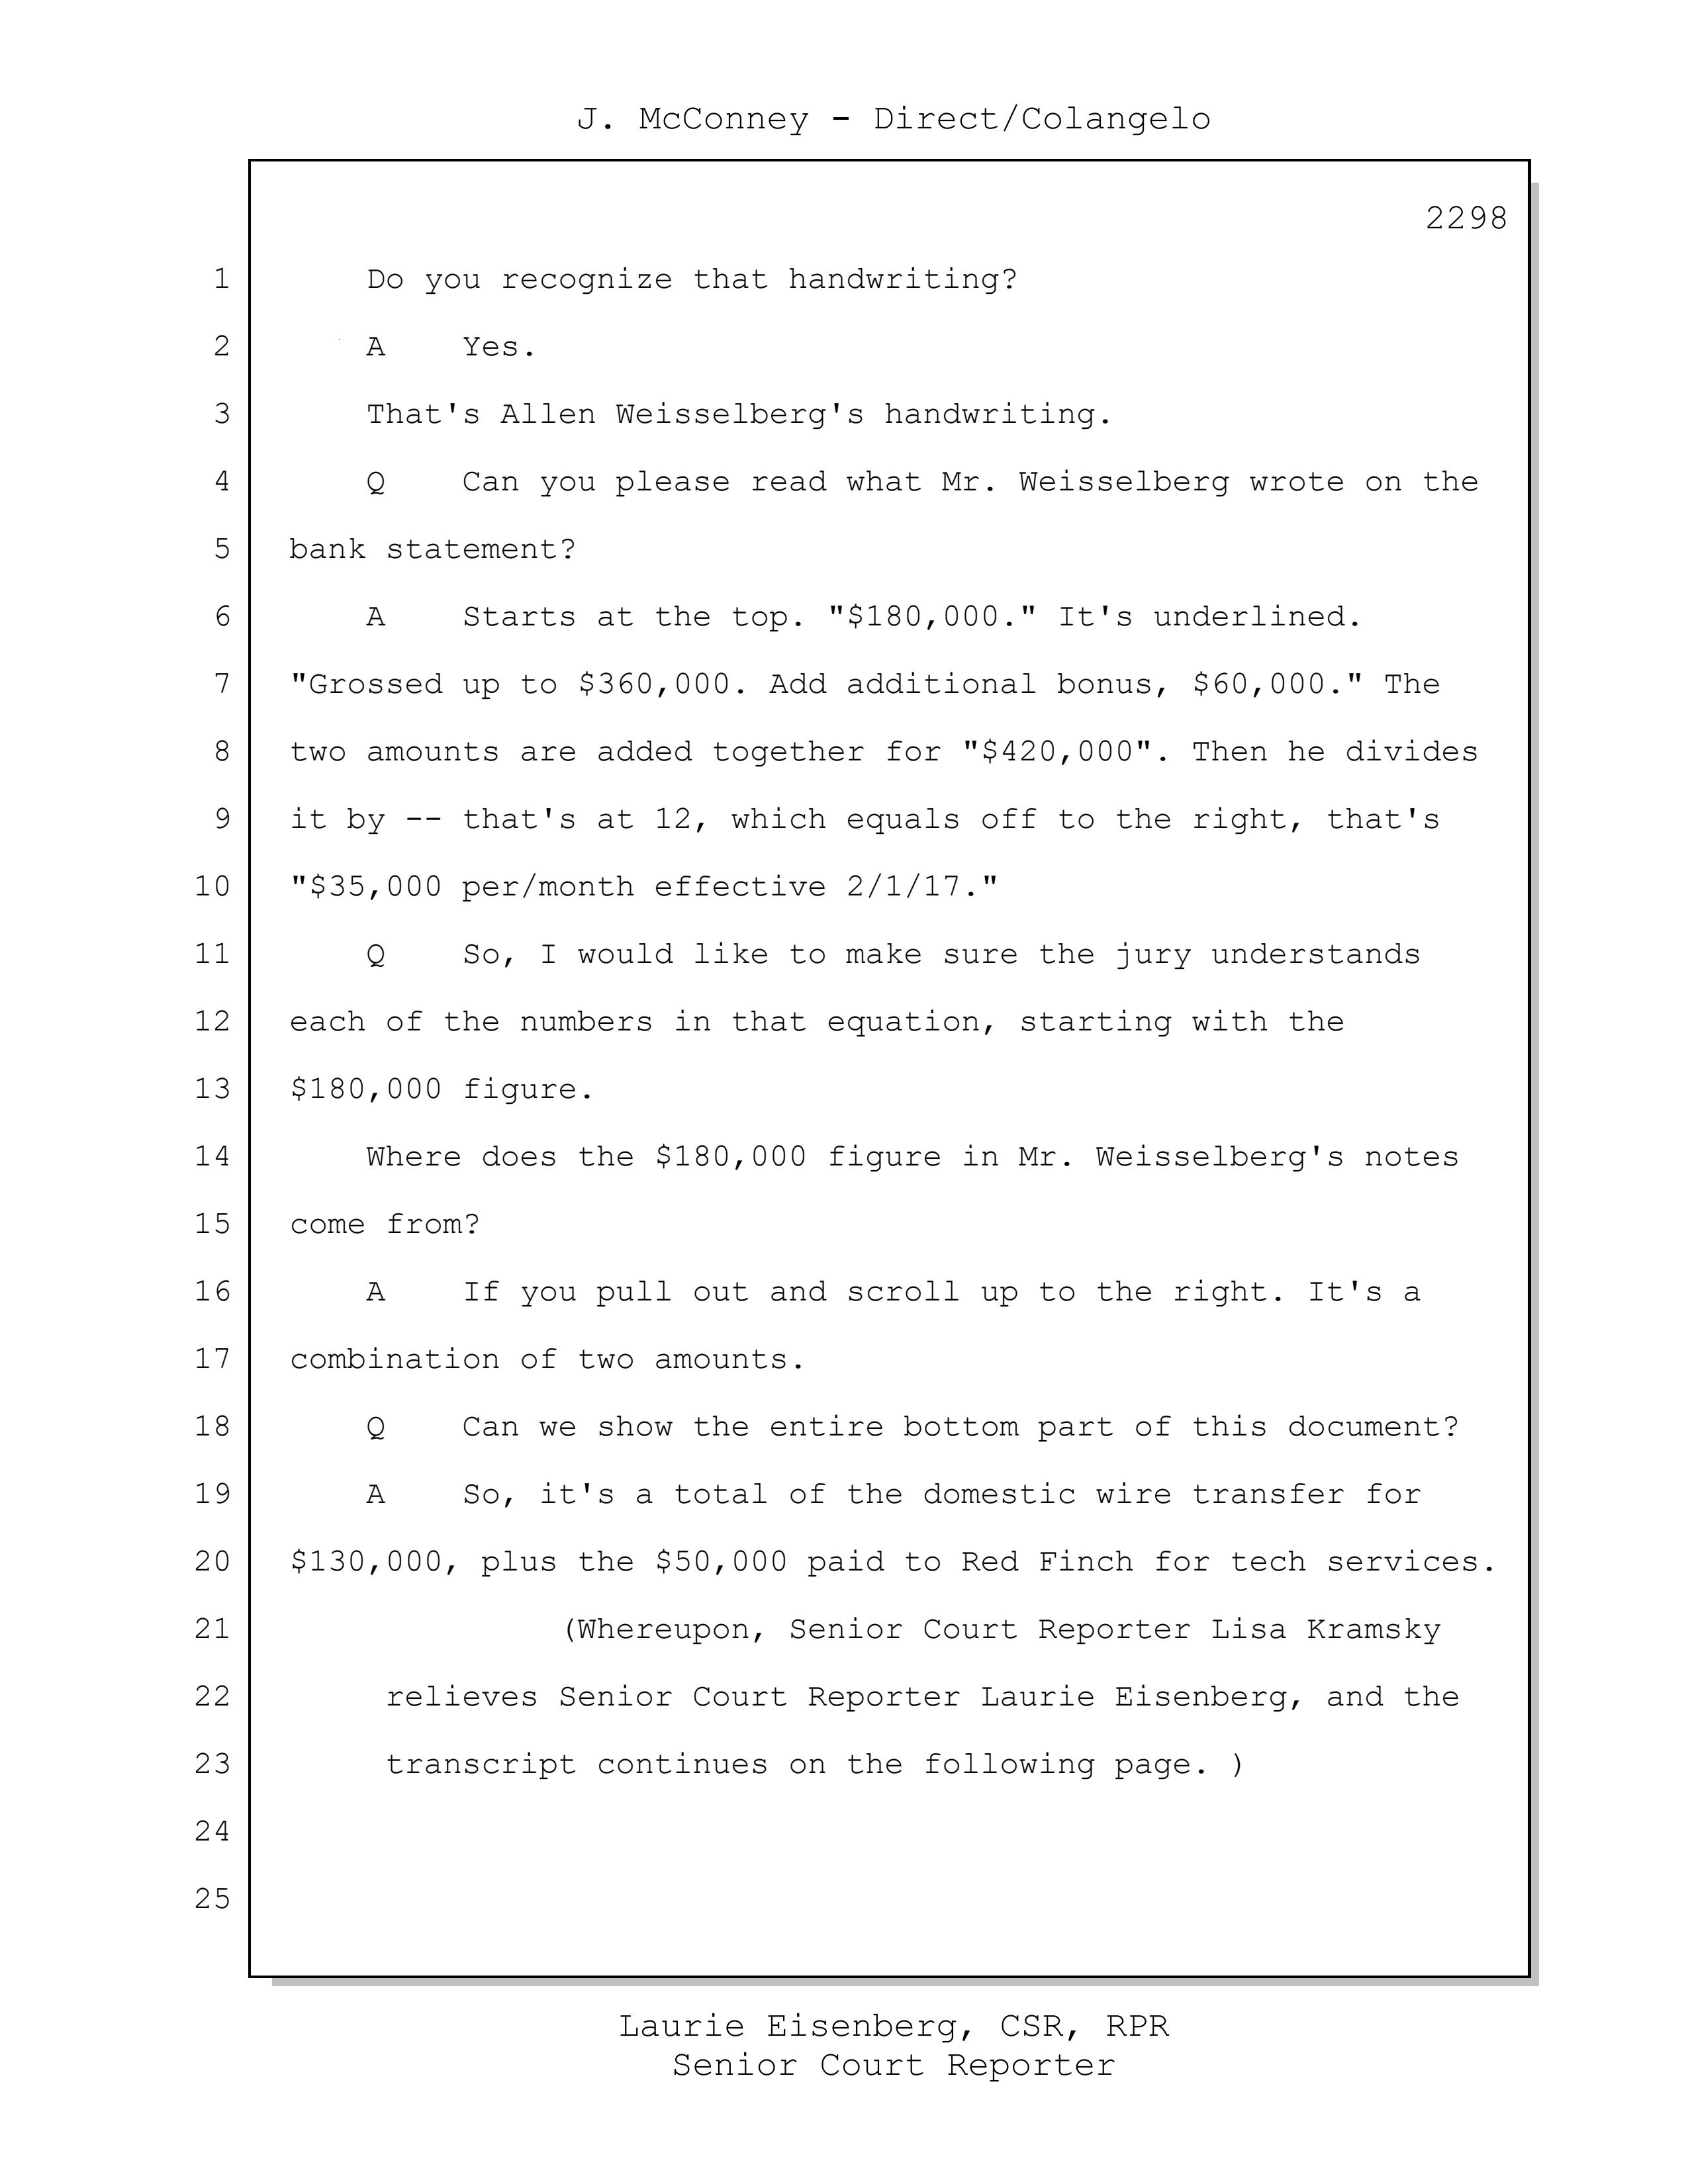 J. McConney - Direct/Colangelo
2298
1 Do you recognize that handwriting?
2 A Yes.
3 That's Allen Weisselberg's handwriting.
4 Q Can you please read what Mr. Weisselberg wrote on the
5 bank statement?
6 A Starts at the top. "$180,000." It's underlined.
7 "Grossed up to $360,000. Add additional bonus, $60,000." The
8 two amounts are added together for "$420,000". Then he divides
9 it by -- that's at 12, which equals off to the right, that's
10 "$35,000 per/month effective 2/1/17."
11 Q So, I would like to make sure the jury understands
12 each of the numbers in that equation, starting with the
13 $180,000 figure.
14 Where does the $180,000 figure in Mr. Weisselberg's notes
15 come from?
16 A If you pull out and scroll up to the right. It's a
17 combination of two amounts.
18 Q Can we show the entire bottom part of this document?
19 A So, it's a total of the domestic wire transfer for
20 $130,000, plus the $50,000 paid to Red Finch for tech services.
21 (Whereupon, Senior Court Reporter Lisa Kramsky
22 relieves Senior Court Reporter Laurie Eisenberg, and the
23 transcript continues on the following page. )
24
25
Laurie Eisenberg, CSR, RPR
Senior Court Reporter